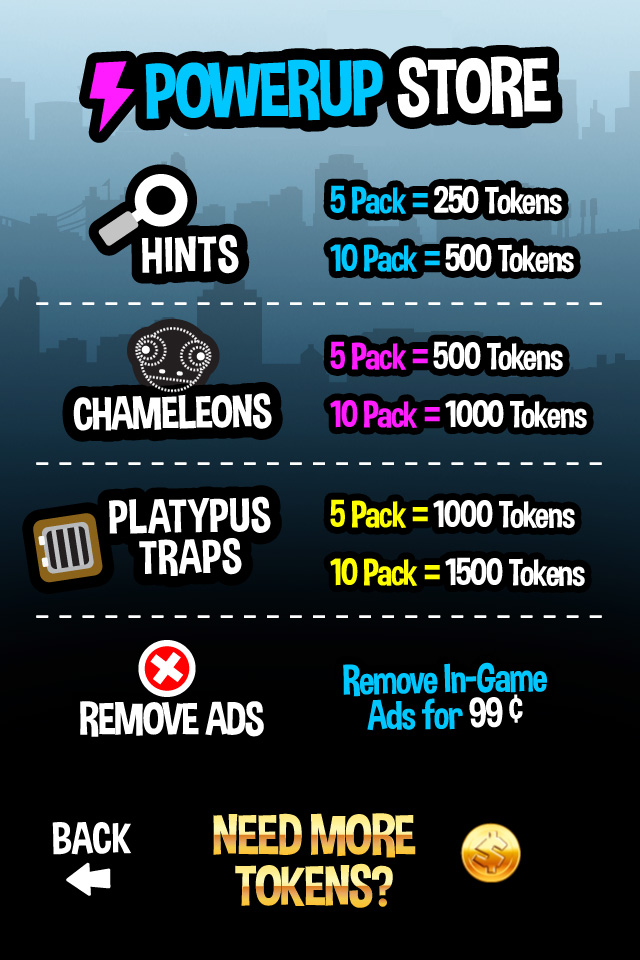 POWERUP STORE
HINTS
5 Pack = 250 Tokens
10 Pack = 500 Tokens
CHAMELEONS
5 Pack = 500 Tokens
10 Pack = 1000 Tokens
PLATYPUS
TRAPS
5 Pack = 1000 Tokens
10 Pack = 1500 Tokens
REMOVE ADS
Remove In-Game
Ads for 99 ¢
BACK
NEED MORE
TOKENS?
$